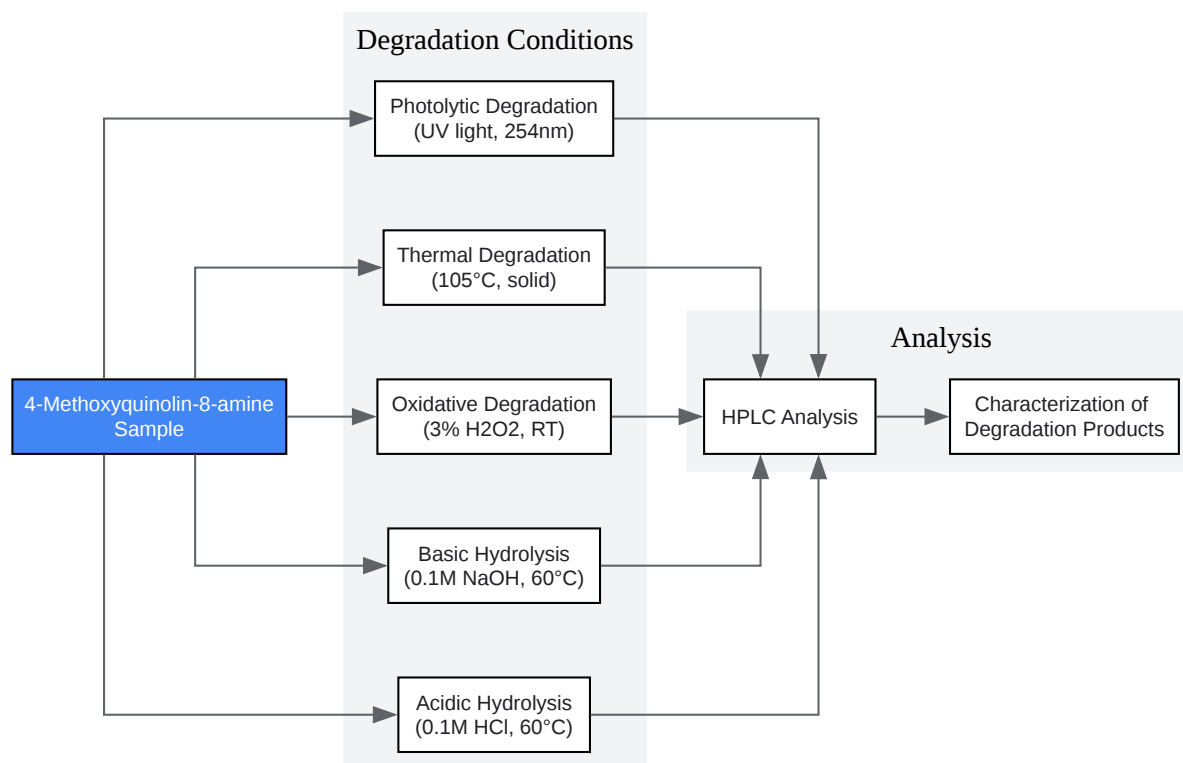 Degradation Conditions
Photolytic Degradation
(UV light, 254nm)
Thermal Degradation
(105°C, solid)
Analysis
4-Methoxyquinolin-8-amine
Sample
Oxidative Degradation
(3% H2O2, RT)
HPLC Analysis
Characterization of
Degradation Products
Basic Hydrolysis
(0.1M NaOH, 60°C)
Acidic Hydrolysis
(0.1M HCl, 60°C)